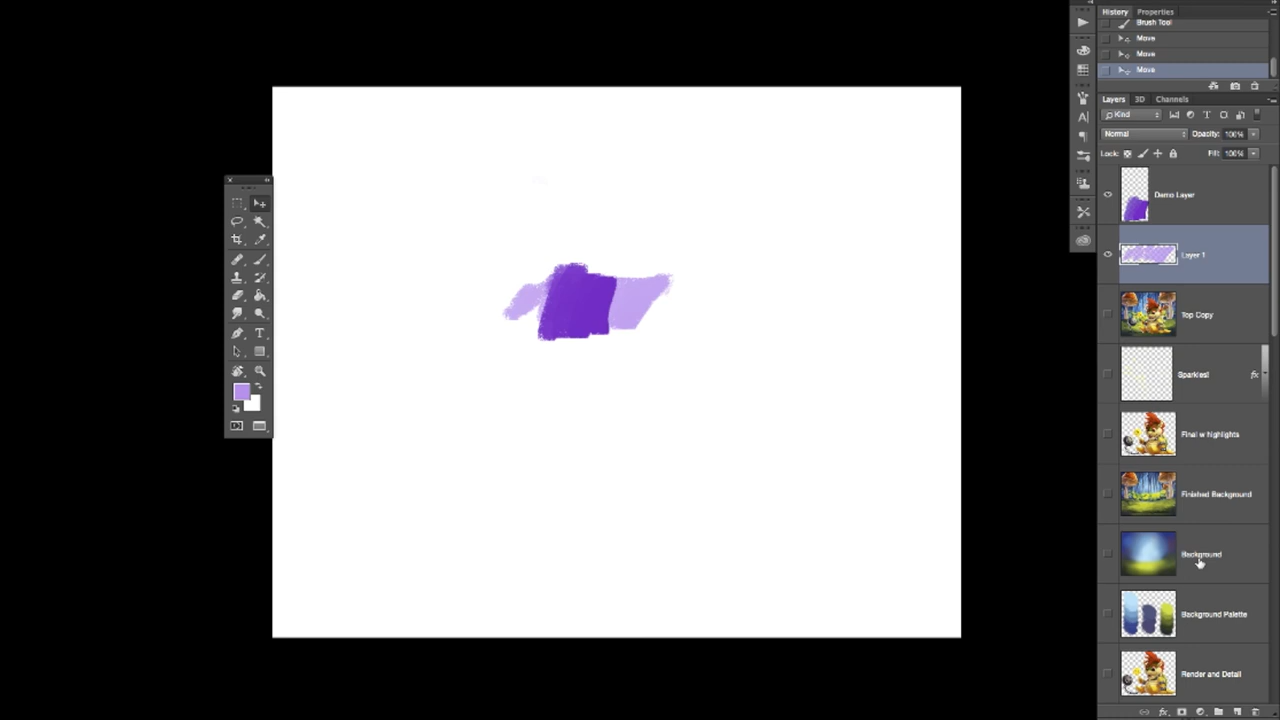 History Properties
Brush Tool
Move
Move
Move
Layers 3D Channels
Kind
Normal Opacity: 100%
Lock: Fill: 100%
Demo Layer
Layer 1
Top Copy
Sparkles! fx
Final w highlights
Finished Background
Background
Background Palette
Render and Detail